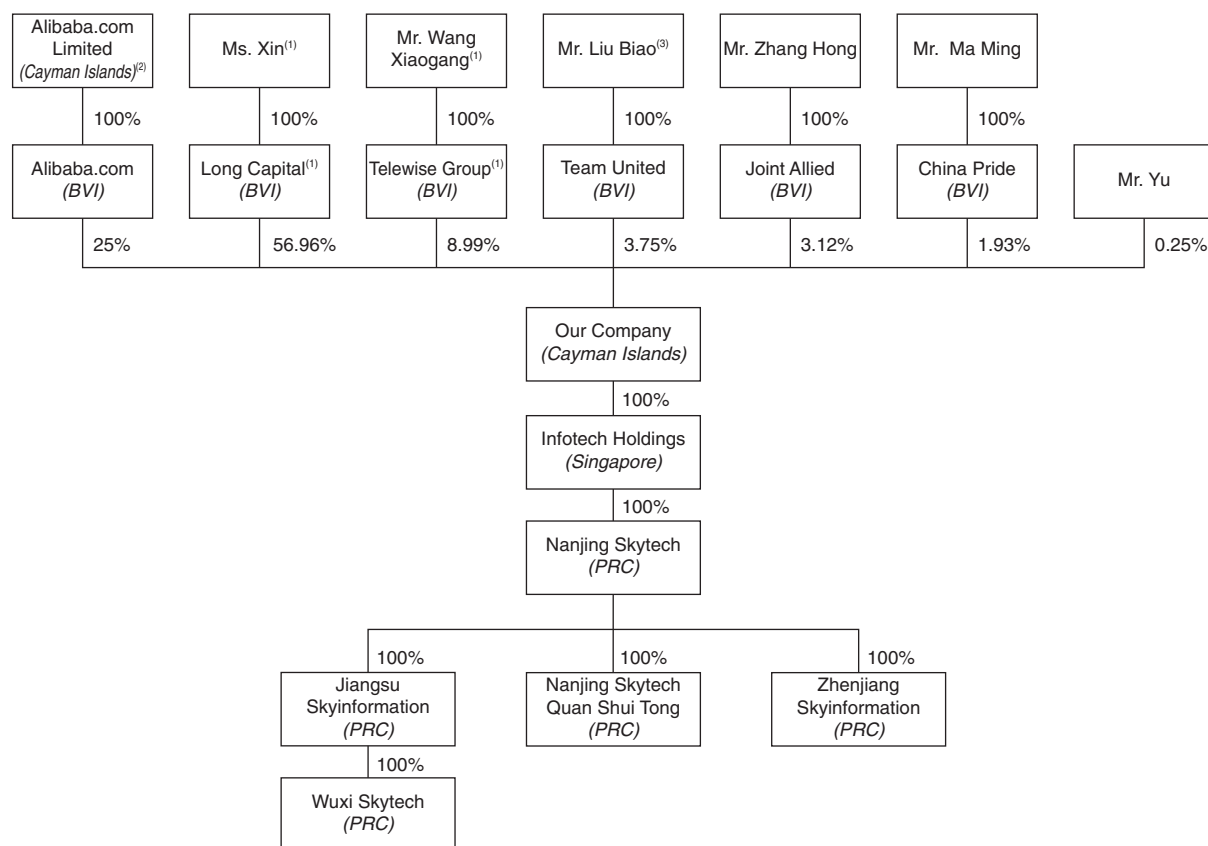 Alibaba.com
Limited
(Cayman Islands)(2)
Ms. Xin(1)
Mr. Wang
Xiaogang(1)
Mr. Liu Biao(3)
Mr. Zhang Hong
Mr. Ma Ming
100%
100%
100%
100%
100%
100%
Alibaba.com
(BVI)
Long Capital(1)
(BVI)
Telewise Group(1)
(BVI)
Team United
(BVI)
Joint Allied
(BVI)
China Pride
(BVI)
Mr. Yu
25%
56.96%
8.99%
3.75%
3.12%
1.93%
0.25%
Our Company
(Cayman Islands)
100%
Infotech Holdings
(Singapore)
100%
Nanjing Skytech
(PRC)
100%
100%
100%
Jiangsu
Skyinformation
(PRC)
Nanjing Skytech
Quan Shui Tong
(PRC)
Zhenjiang
Skyinformation
(PRC)
100%
Wuxi Skytech
(PRC)